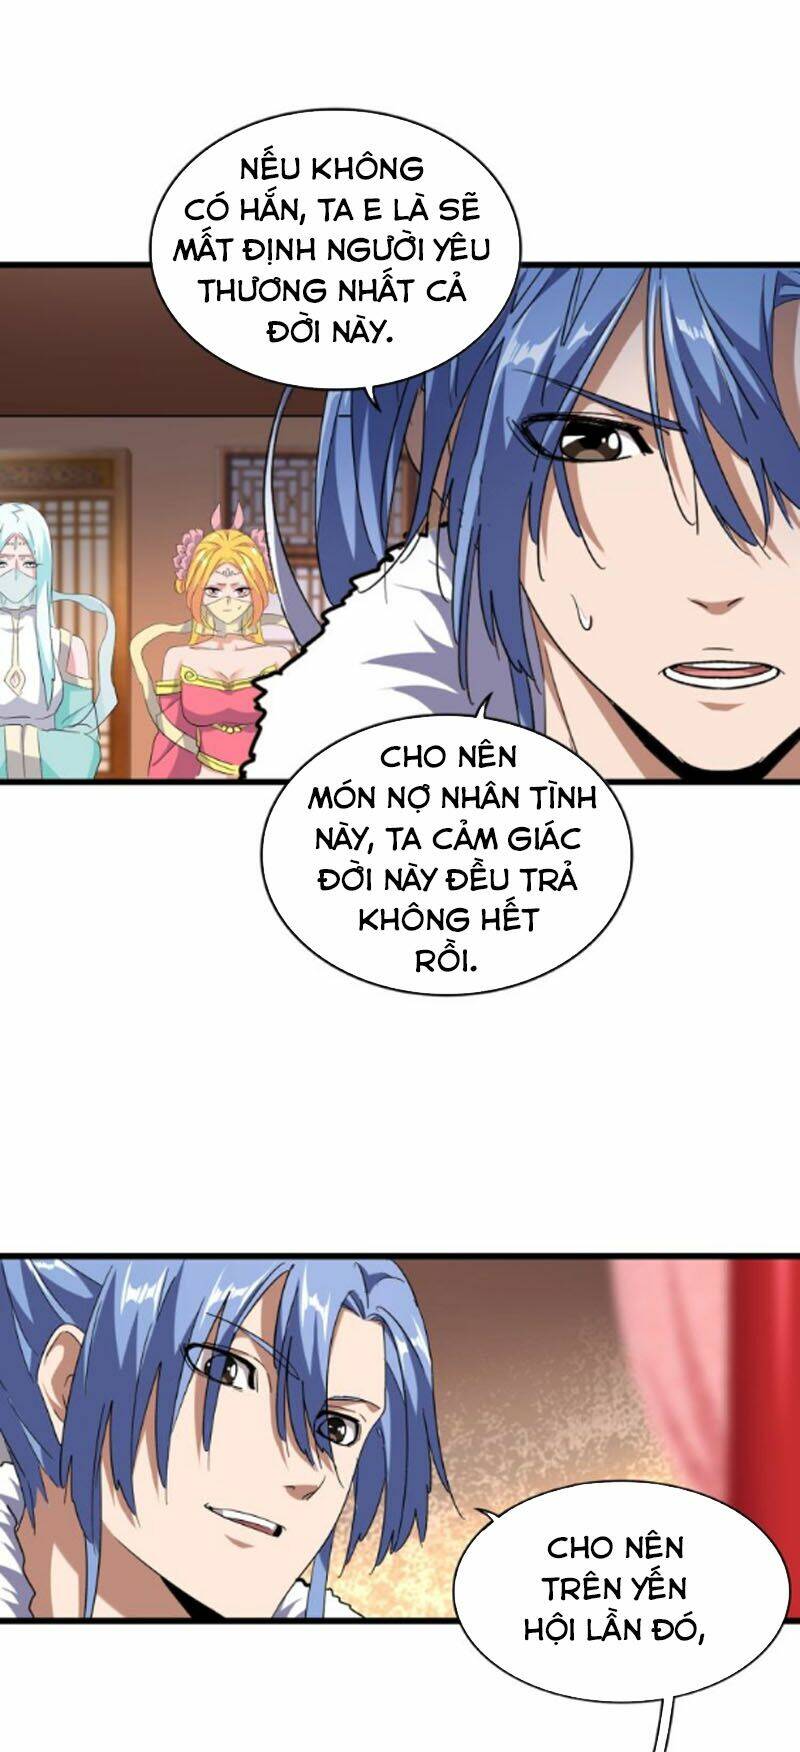 NẾU KHÔNG
CÓ HẮN, TA E LÀ SẼ
MẤT ĐỊNH NGƯỜI YÊU
THƯƠNG NHẤT CẢ
ĐỜI NÀY.
CHO NÊN
MÓN NỢ NHÂN TÌNH
NÀY, TA CẢM GIÁC
ĐỜI NÀY ĐỀU TRẢ
KHÔNG HẾT
RỒI.
CHO NÊN
TRÊN YẾN
HỘI LẦN ĐÓ,